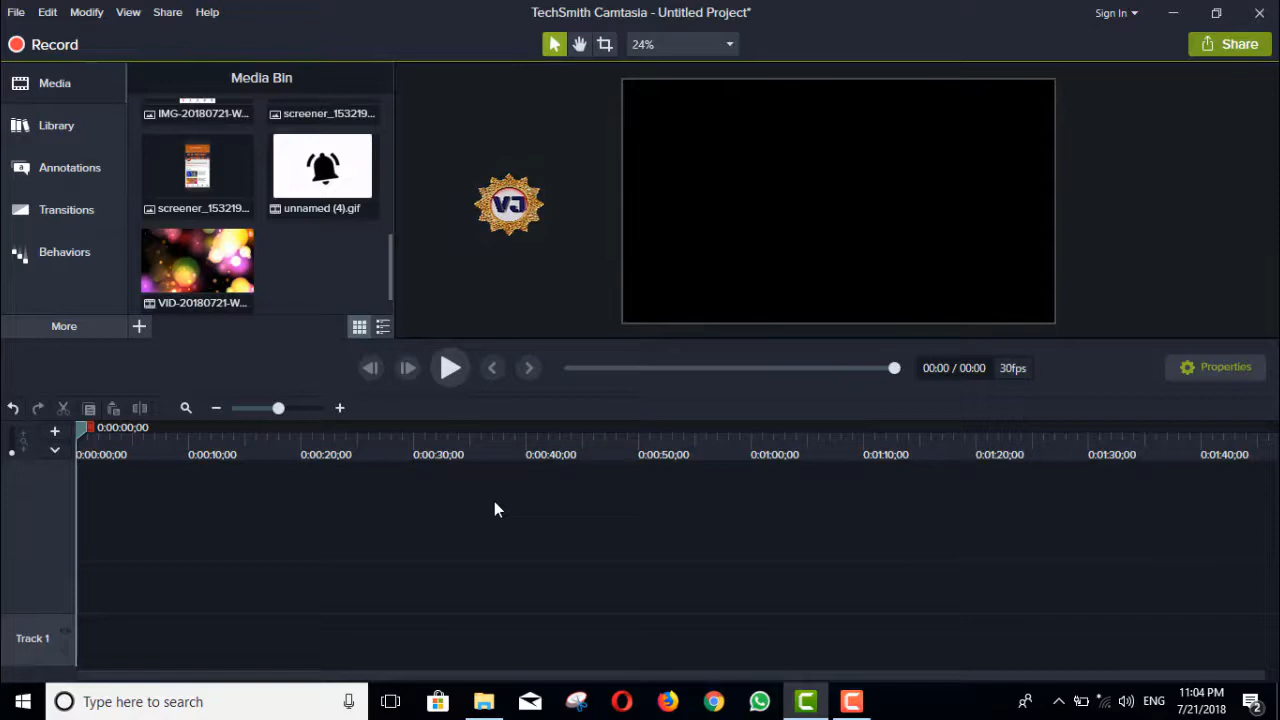 File Edit Modify View Share Help
TechSmith Camtasia - Untitled Project*
Sign In
Record
24%
Share
Media
Library
Annotations
Transitions
Behaviors
More
Media Bin
IMG-20180721-W... screener_153219...
screener_153219... unnamed (4).gif
VID-20180721-W...
VJ
00:00 / 00:00 30fps
Properties
0:00:00;00
0:00:00;00 0:00:10;00 0:00:20;00 0:00:30;00 0:00:40;00 0:00:50;00 0:01:00;00 0:01:10;00 0:01:20;00 0:01:30;00 0:01:40;00
Track 1
Type here to search
ENG
11:04 PM
7/21/2018
2